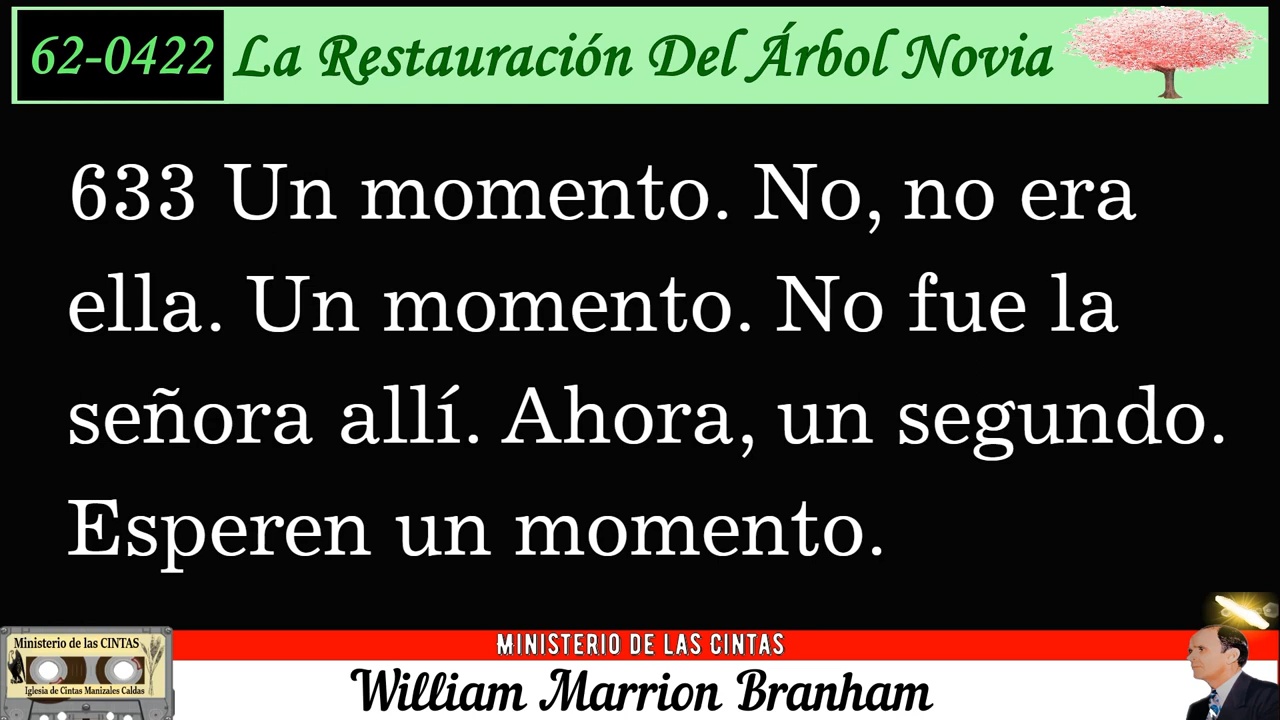 62-0422 La Restauración Del Árbol Novia
633 Un momento. No, no era
ella. Un momento. No fue la
señora allí. Ahora, un segundo.
Esperen un momento.
MINISTERIO DE LAS CINTAS
Ministerio de las CINTAS
Iglesia de Cintas Manizales Caldas
William Marrion Branham